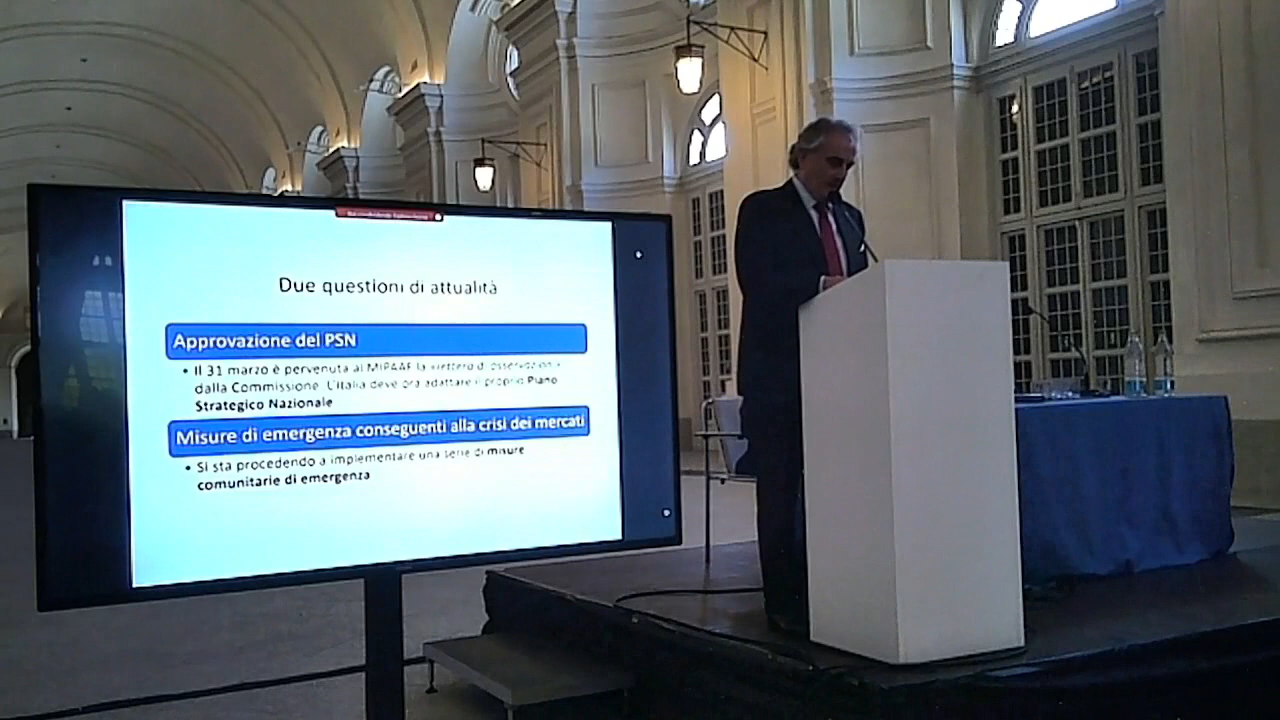 Due questioni di attualità
Approvazione del PSN
• Il 31 marzo è pervenuta al MIPAAF la «lettera di osservazioni»
dalla Commissione. L'Italia deve ora adattare il proprio Piano
Strategico Nazionale
Misure di emergenza conseguenti alla crisi dei mercati
• Si sta procedendo a implementare una serie di misure
comunitarie di emergenza